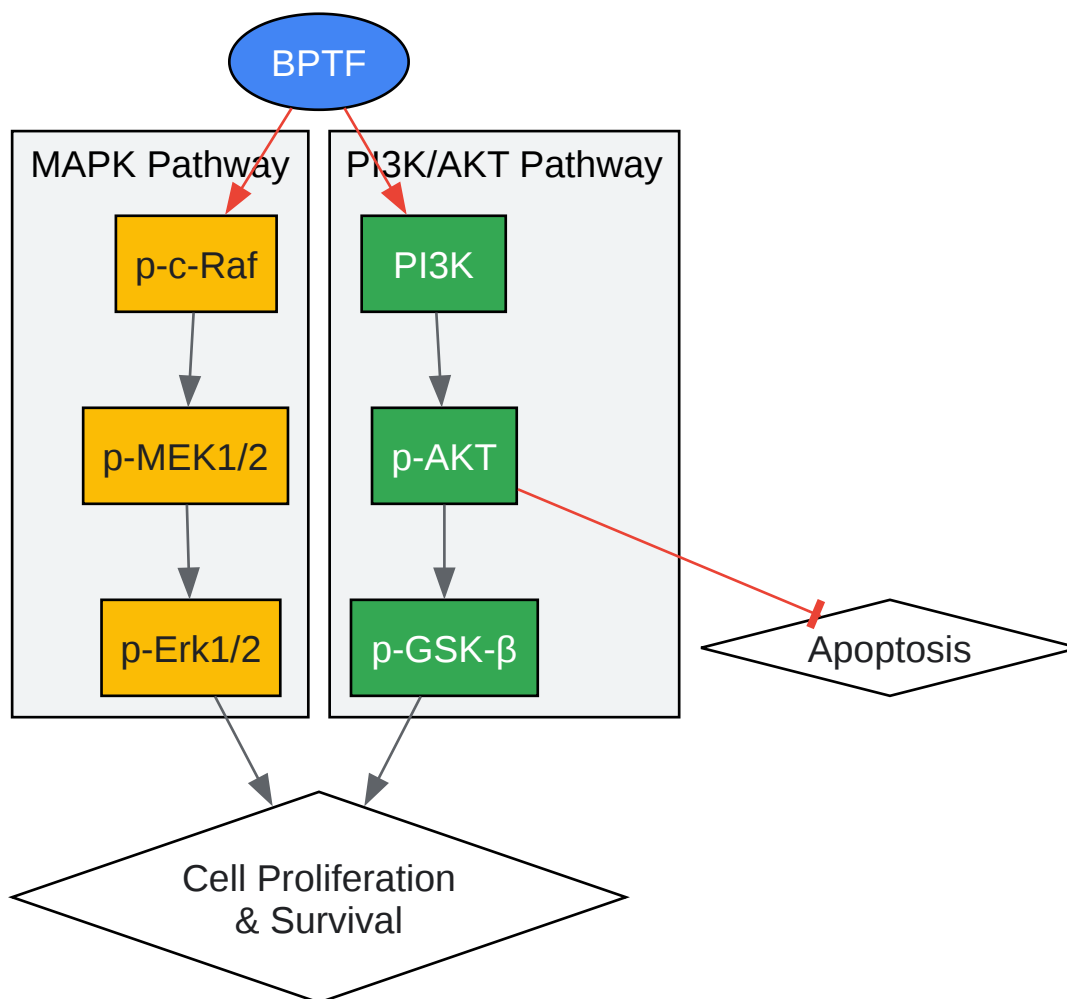 BPTF
MAPK Pathway
PI3K/AKT Pathway
p-c-Raf
PI3K
p-MEK1/2
p-AKT
p-Erk1/2
p-GSK-β
Apoptosis
Cell Proliferation
& Survival